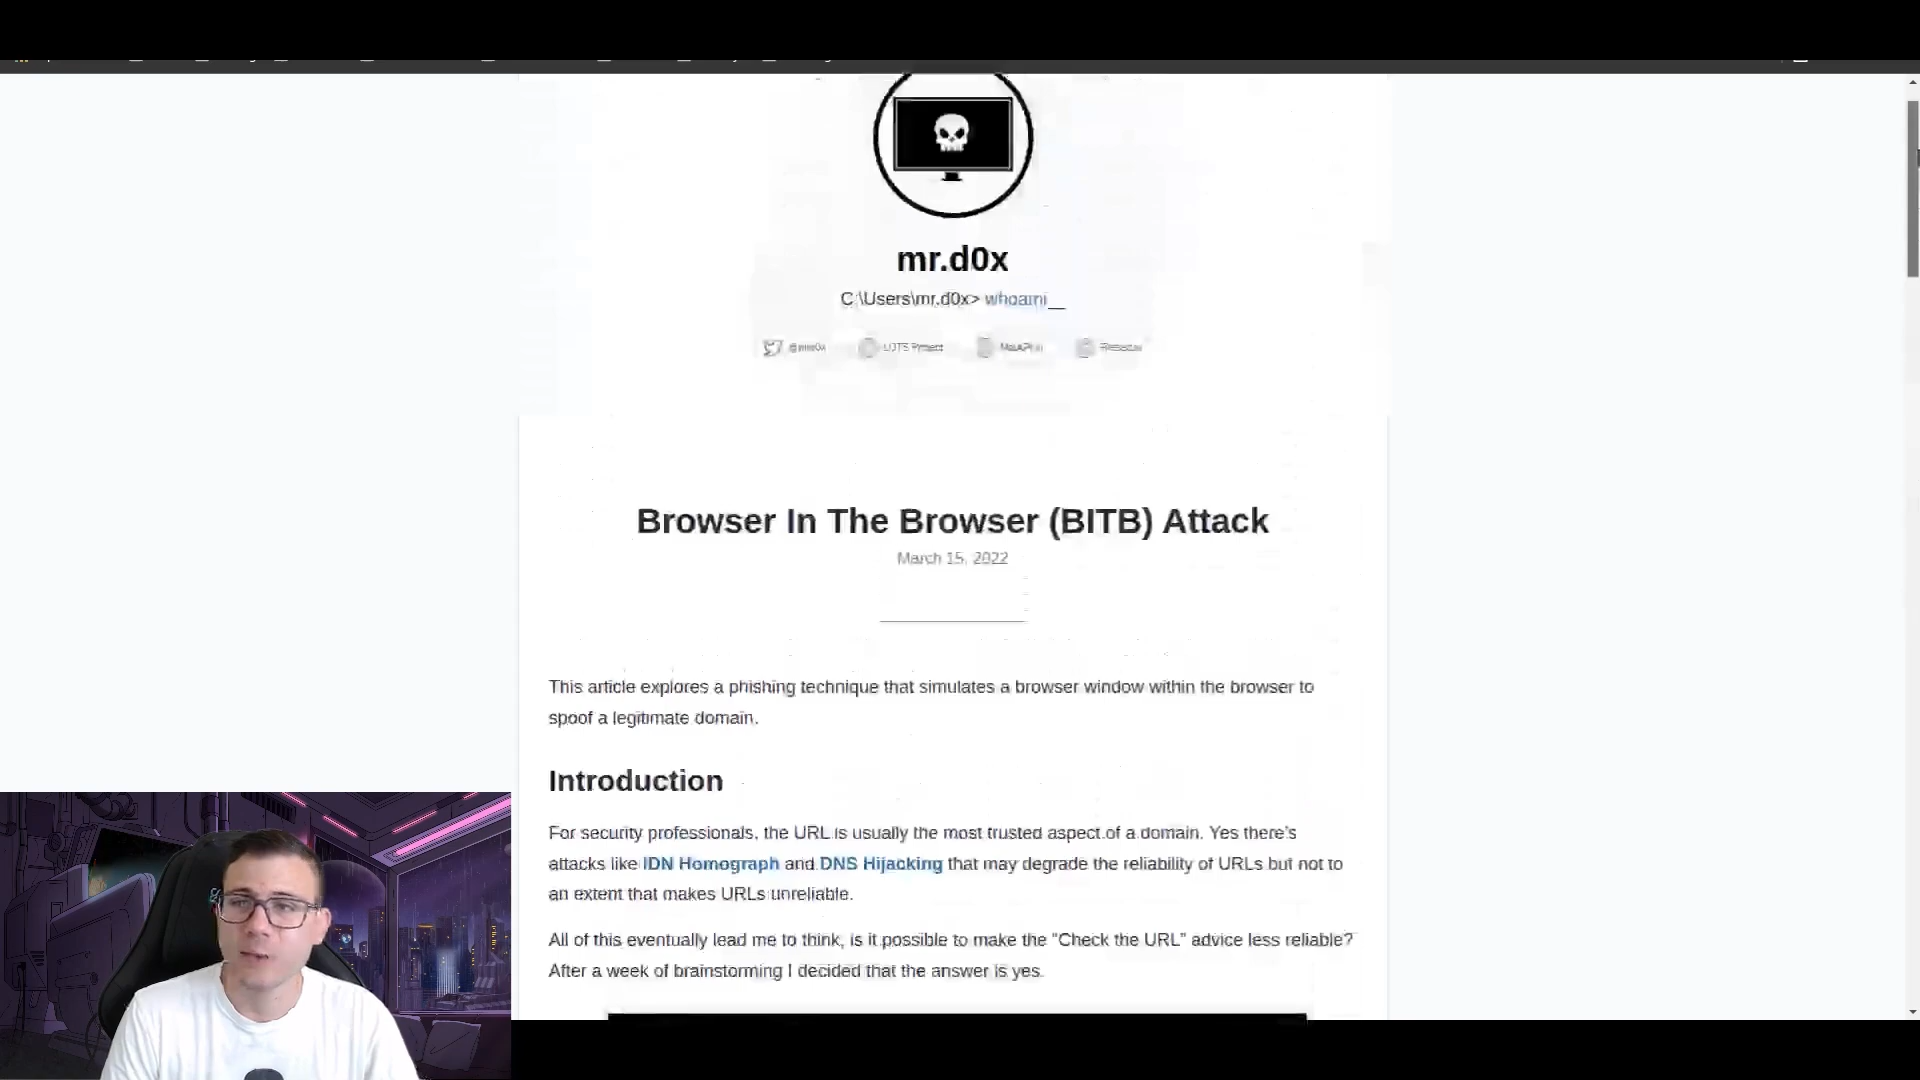 mr.d0x
C:\Users\mr.d0x> whoami__
Browser In The Browser (BITB) Attack
March 15, 2022
This article explores a phishing technique that simulates a browser window within the browser to
spoof a legitimate domain.
Introduction
For security professionals, the URL is usually the most trusted aspect of a domain. Yes there's
attacks like IDN Homograph and DNS Hijacking that may degrade the reliability of URLs but not to
an extent that makes URLs unreliable.
All of this eventually lead me to think, is it possible to make the "Check the URL" advice less reliable?
After a week of brainstorming I decided that the answer is yes.